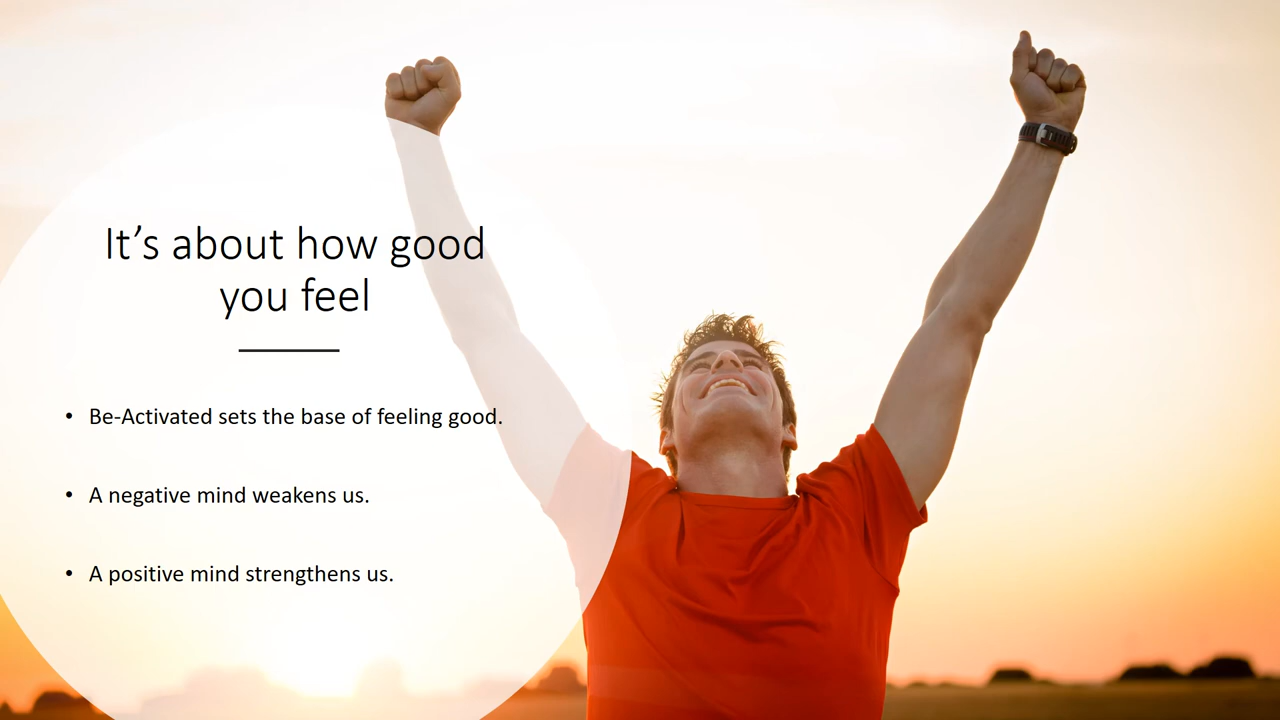 It’s about how good
you feel
• Be-Activated sets the base of feeling good.
• A negative mind weakens us.
• A positive mind strengthens us.